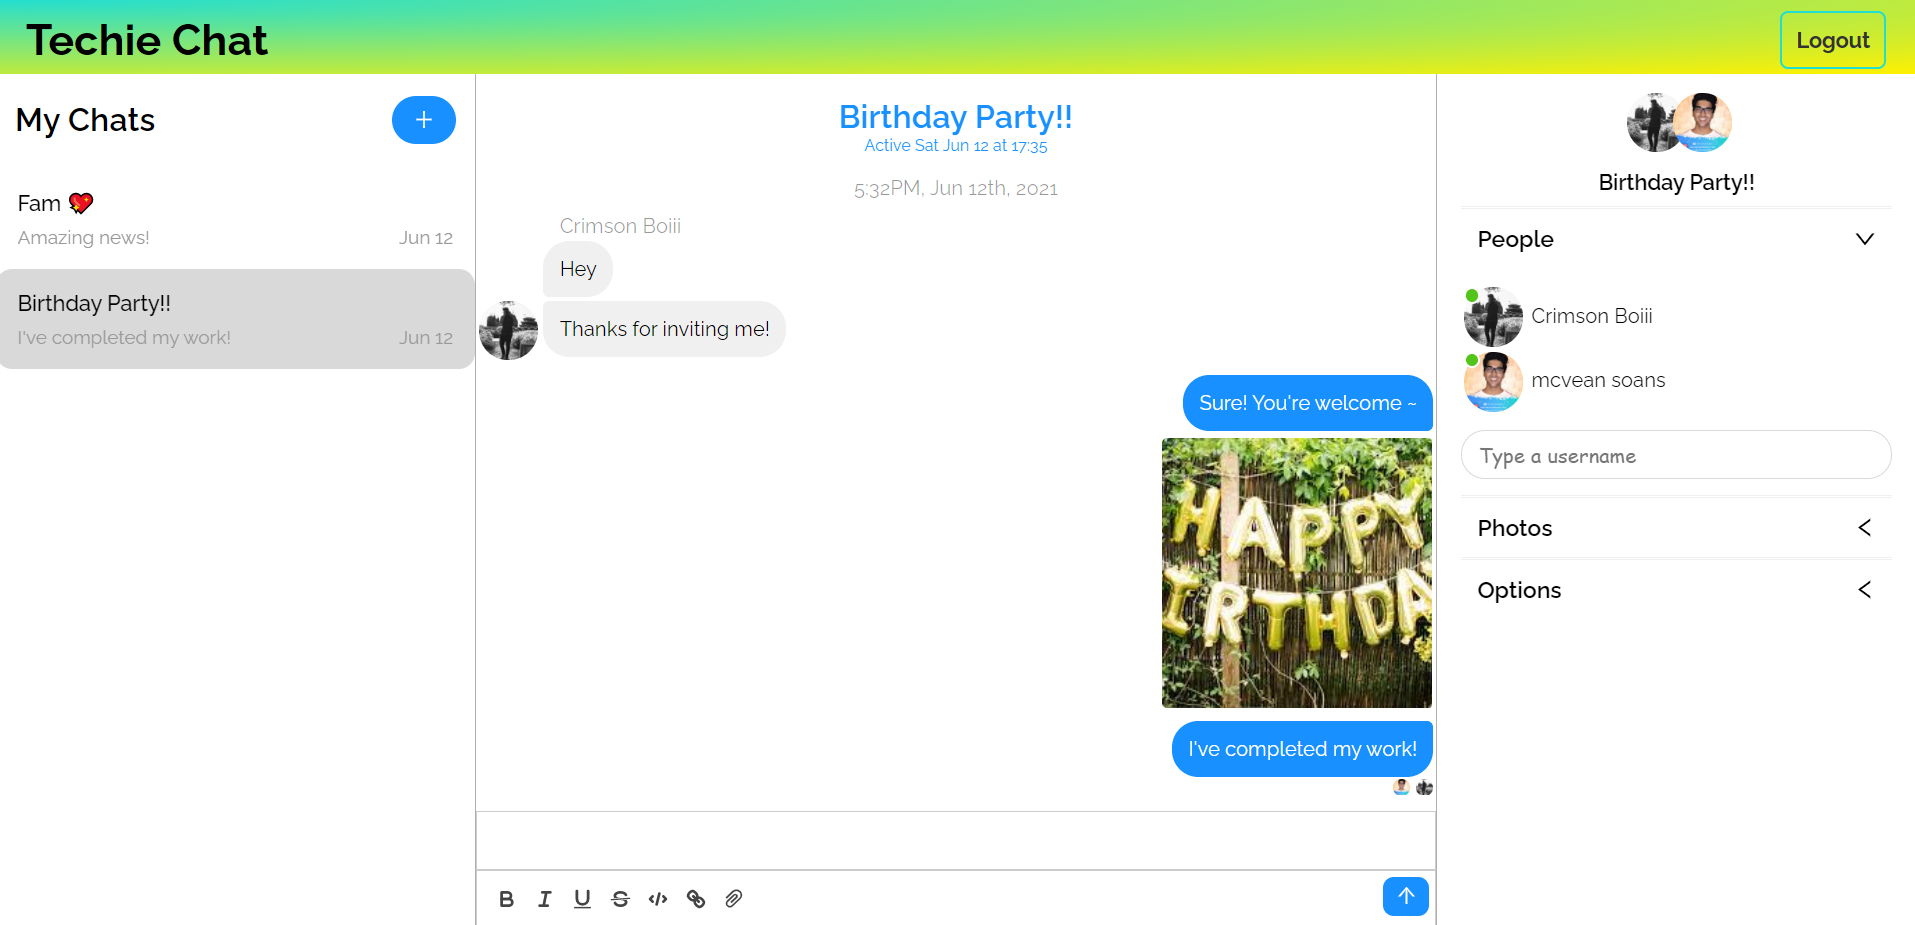 Techie Chat
Logout
My Chats
Fam 💖
Amazing news!
Jun 12
Birthday Party!!
I've completed my work!
Jun 12
Birthday Party!!
Active Sat Jun 12 at 17:35
5:32PM, Jun 12th, 2021
Crimson Boiii
Hey
Thanks for inviting me!
Sure! You're welcome ~
HAPPY
IRTHDA
I've completed my work!
B I U S </>
Birthday Party!!
People
Crimson Boiii
mcvean soans
Type a username
Photos
Options